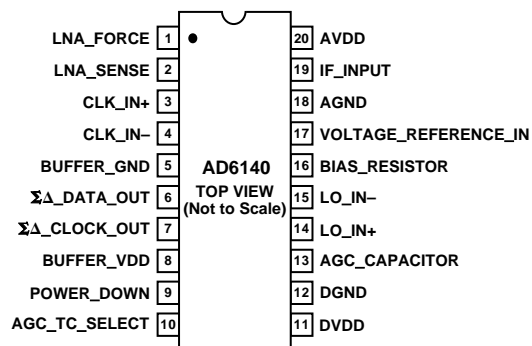 LNA_FORCE 1
LNA_SENSE 2
CLK_IN+ 3
CLK_IN– 4
BUFFER_GND 5
ΣΔ_DATA_OUT 6
ΣΔ_CLOCK_OUT 7
BUFFER_VDD 8
POWER_DOWN 9
AGC_TC_SELECT 10
AD6140
TOP VIEW
(Not to Scale)
20 AVDD
19 IF_INPUT
18 AGND
17 VOLTAGE_REFERENCE_IN
16 BIAS_RESISTOR
15 LO_IN–
14 LO_IN+
13 AGC_CAPACITOR
12 DGND
11 DVDD